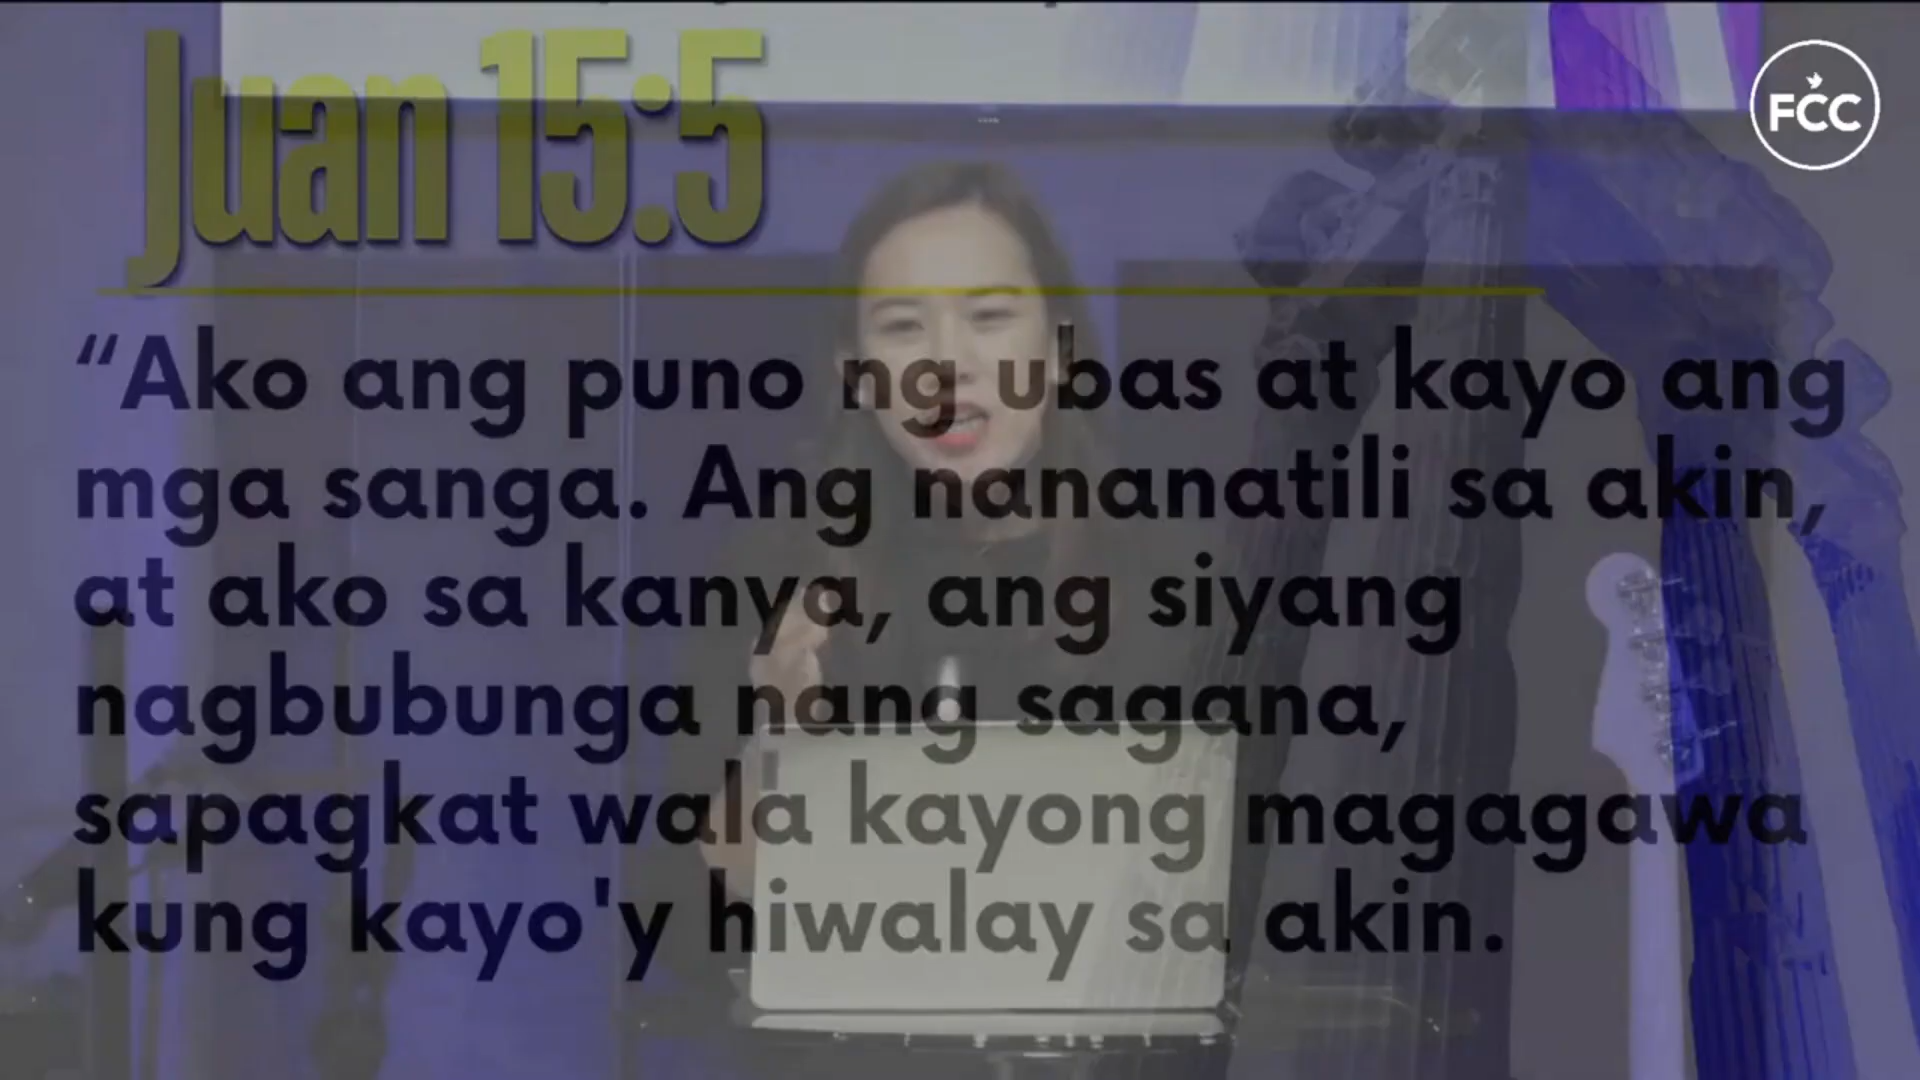 Juan 15:5
FCC
“Ako ang puno ng ubas at kayo ang
mga sanga. Ang nananatili sa akin,
at ako sa kanya, ang siyang
nagbubunga nang sagana,
sapagkat wala kayong magagawa
kung kayo'y hiwalay sa akin.